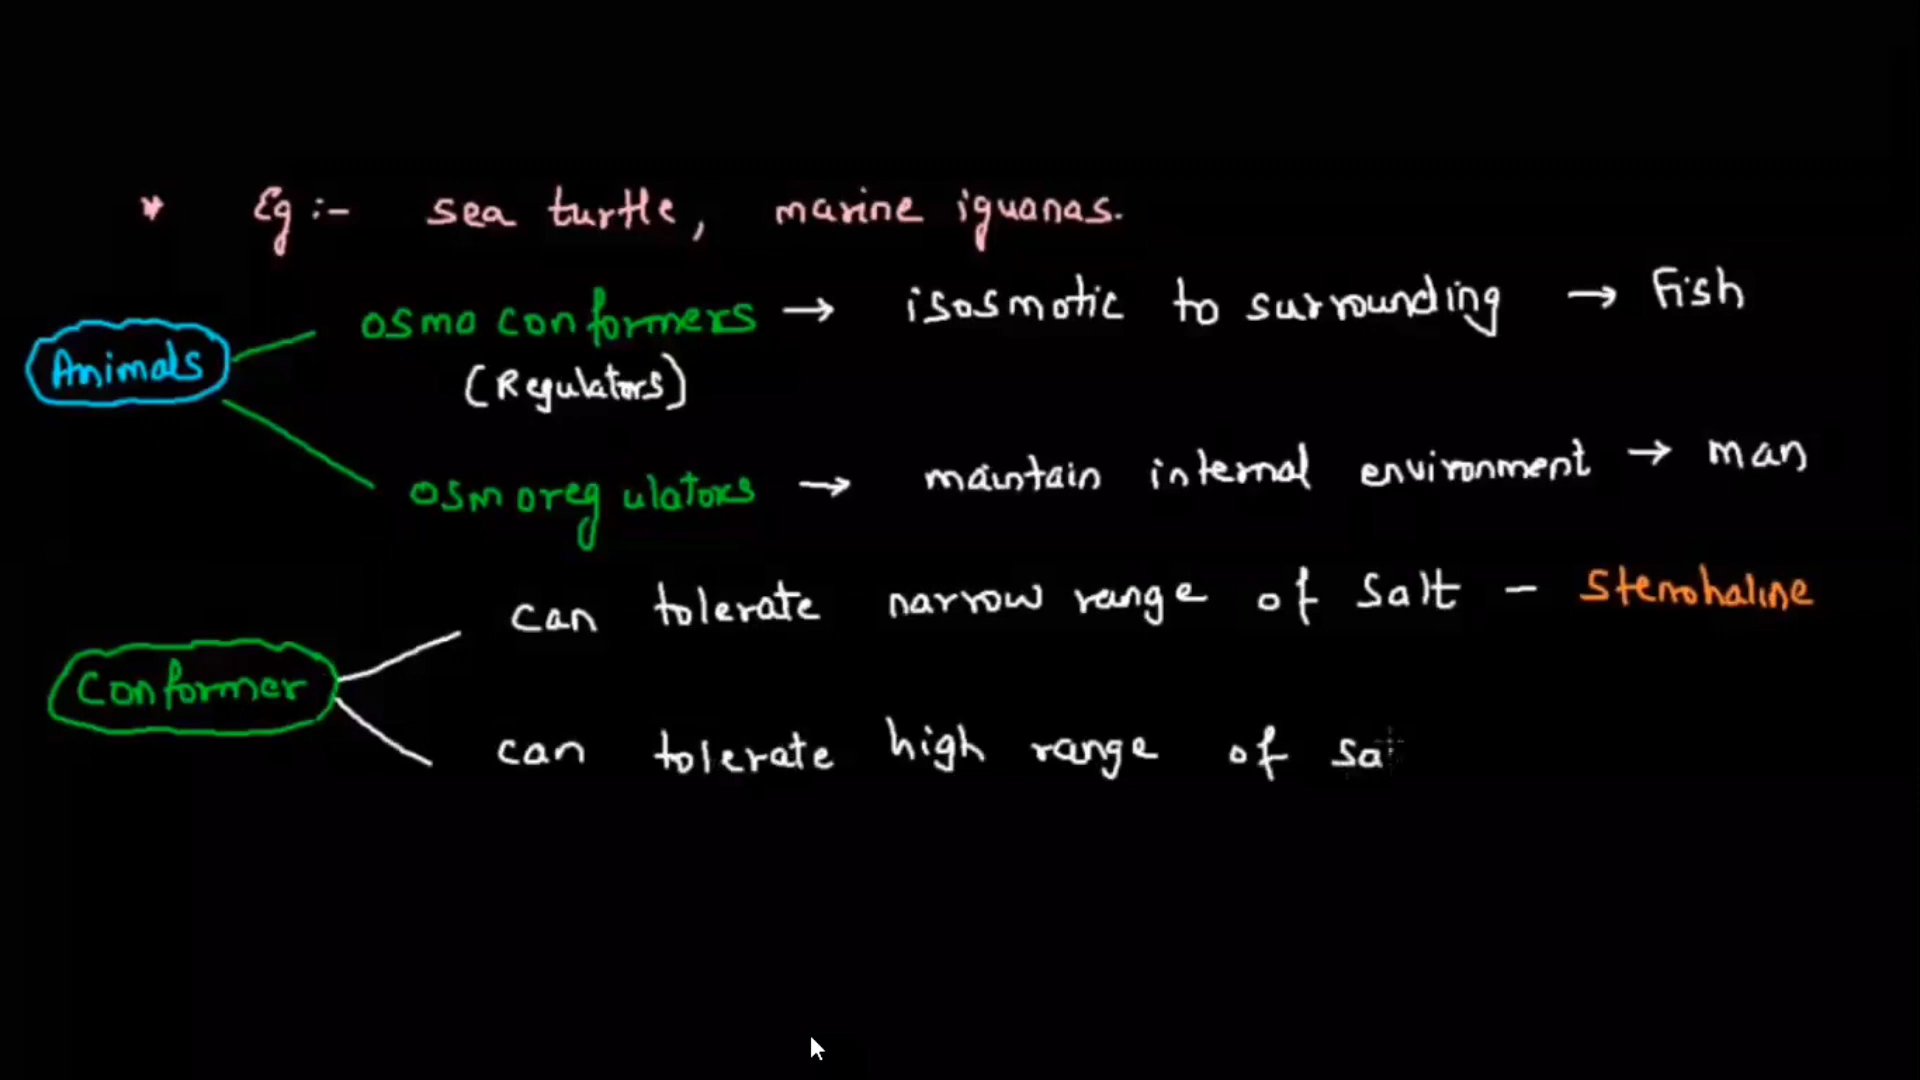 * Eg :- sea turtle, marine iguanas.
Animals
osmo conformers → isosmotic to surrounding → Fish
(Regulators)
osmoregulators → maintain internal environment → man
can tolerate narrow range of salt - Stenohaline
Conformer
can tolerate high range of sa